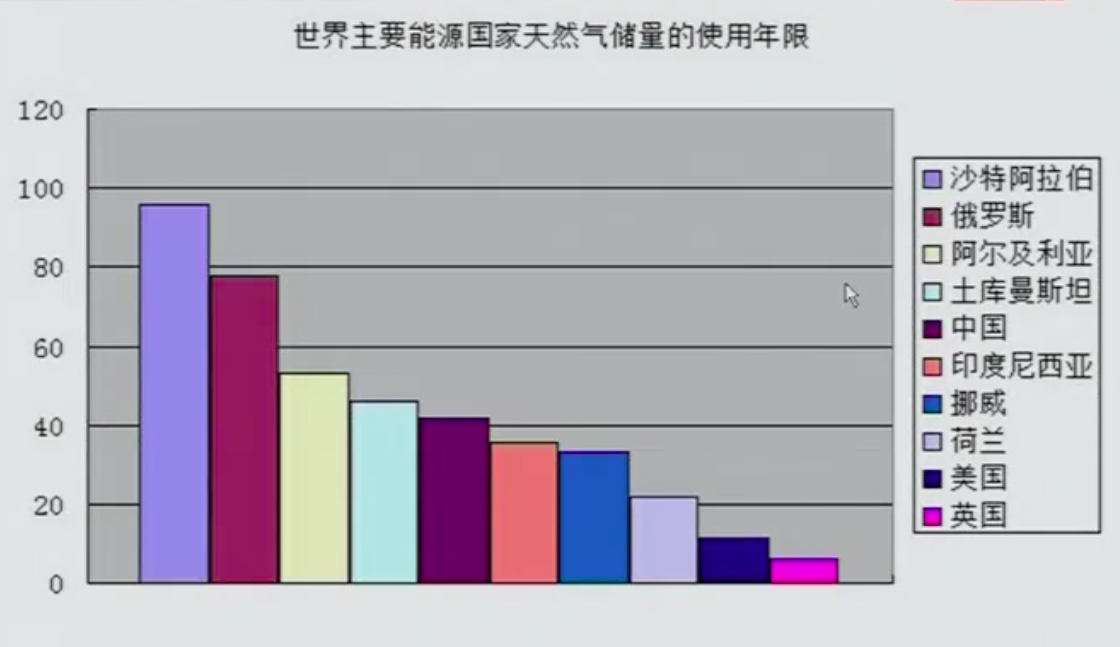 世界主要能源国家天然气储量的使用年限
120
100
80
60
40
20
0
沙特阿拉伯
俄罗斯
阿尔及利亚
土库曼斯坦
中国
印度尼西亚
挪威
荷兰
美国
英国